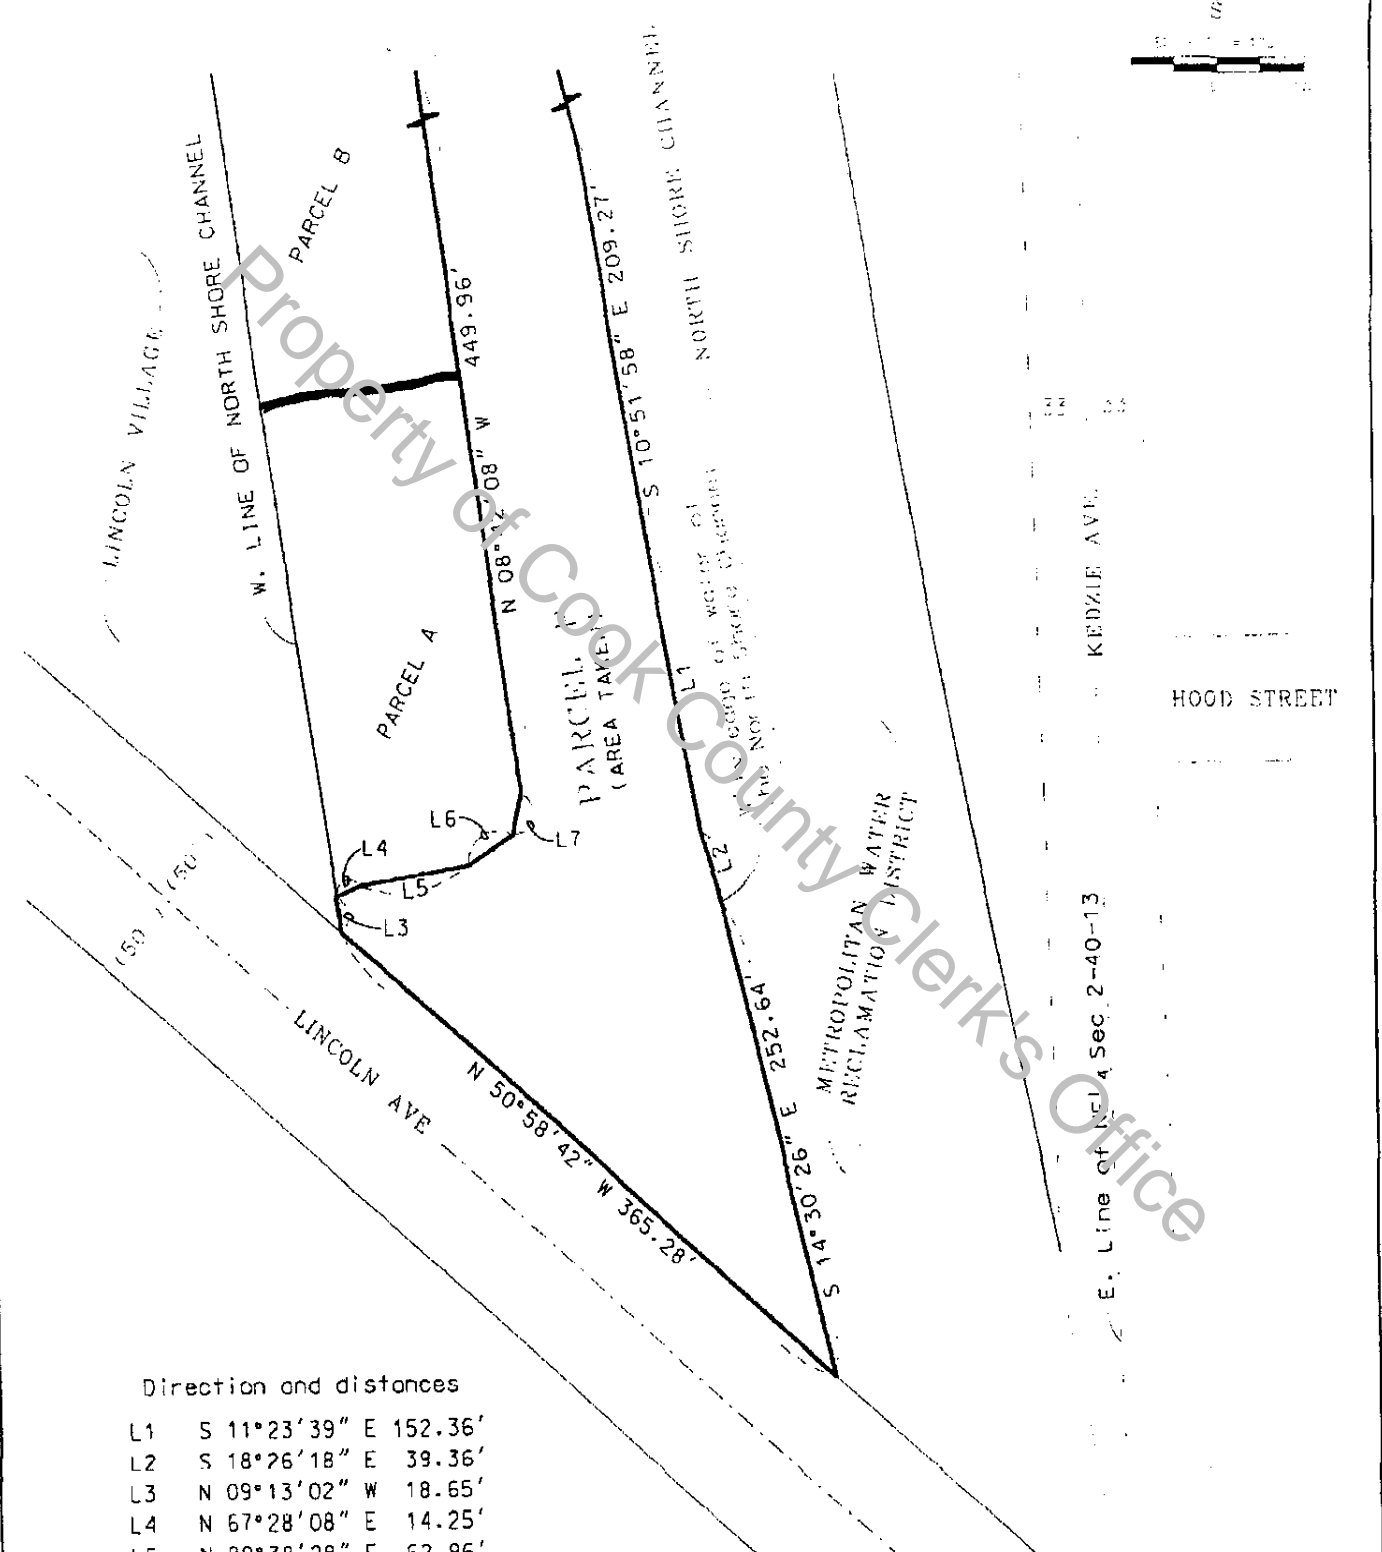 W. LINE OF NORTH SHORE CHANNEL
PARCEL B
NORTH SHORE CHANNEL
LINCOLN VILLAGE
449.96'
N 08° '08" W
S 10°51'58" E 209.27'
NORTH SHORE CHANNEL
L1
KEDZIE AVE.
HOOD STREET
PARCEL A
PARCEL
(AREA TAKEN)
L6
L7
L4
L5
L3
L2
(50'
(50'
METROPOLITAN WATER
RECLAMATION DISTRICT
LINCOLN AVE
N 50°58'42" W 365.28'
S 14°30'26" E 252.64'
E. Line of Sec 2-40-13
Property of Cook County Clerk's Office
Direction and distances
L1 S 11°23'39" E 152.36'
L2 S 18°26'18" E 39.36'
L3 N 09°13'02" W 18.65'
L4 N 67°28'08" E 14.25'